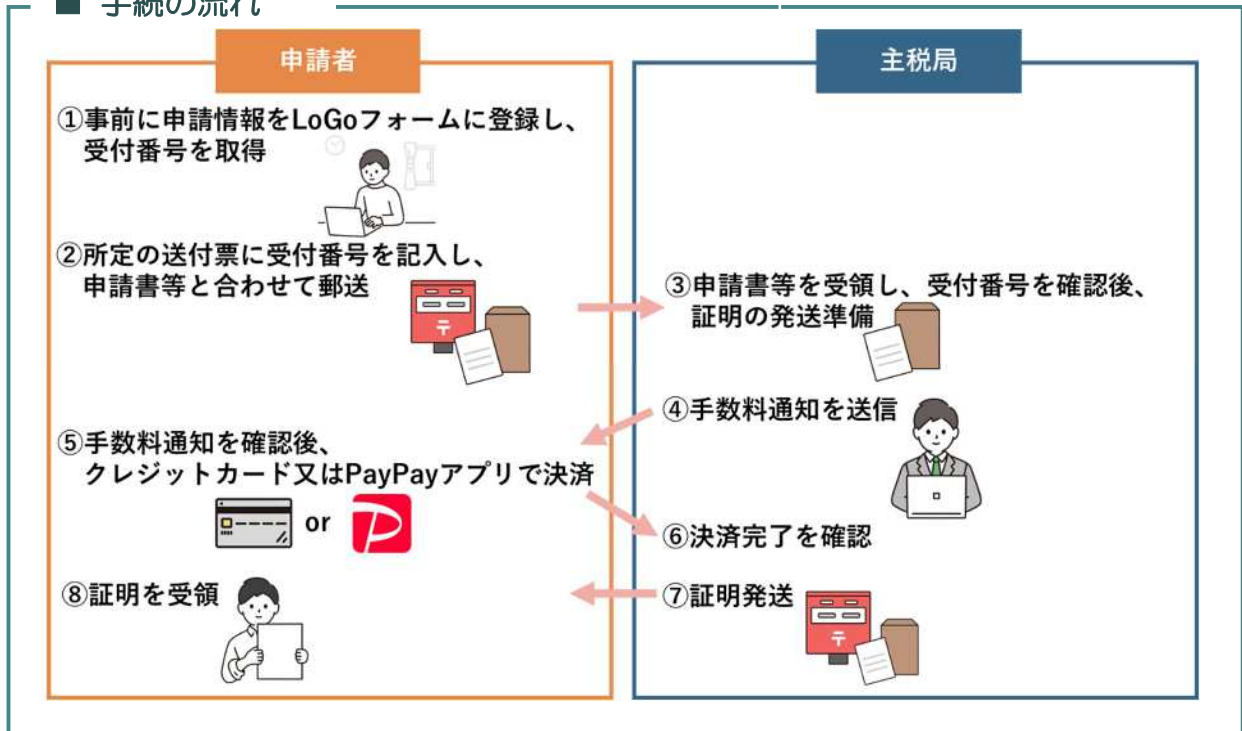 ■ 手続の流れ
申請者
①事前に申請情報をLoGoフォームに登録し、
受付番号を取得
②所定の送付票に受付番号を記入し、
申請書等と合わせて郵送
⑤手数料通知を確認後、
クレジットカード又はPayPayアプリで決済
or
⑧証明を受領
主税局
③申請書等を受領し、受付番号を確認後、
証明の発送準備
④手数料通知を送信
⑥決済完了を確認
⑦証明発送